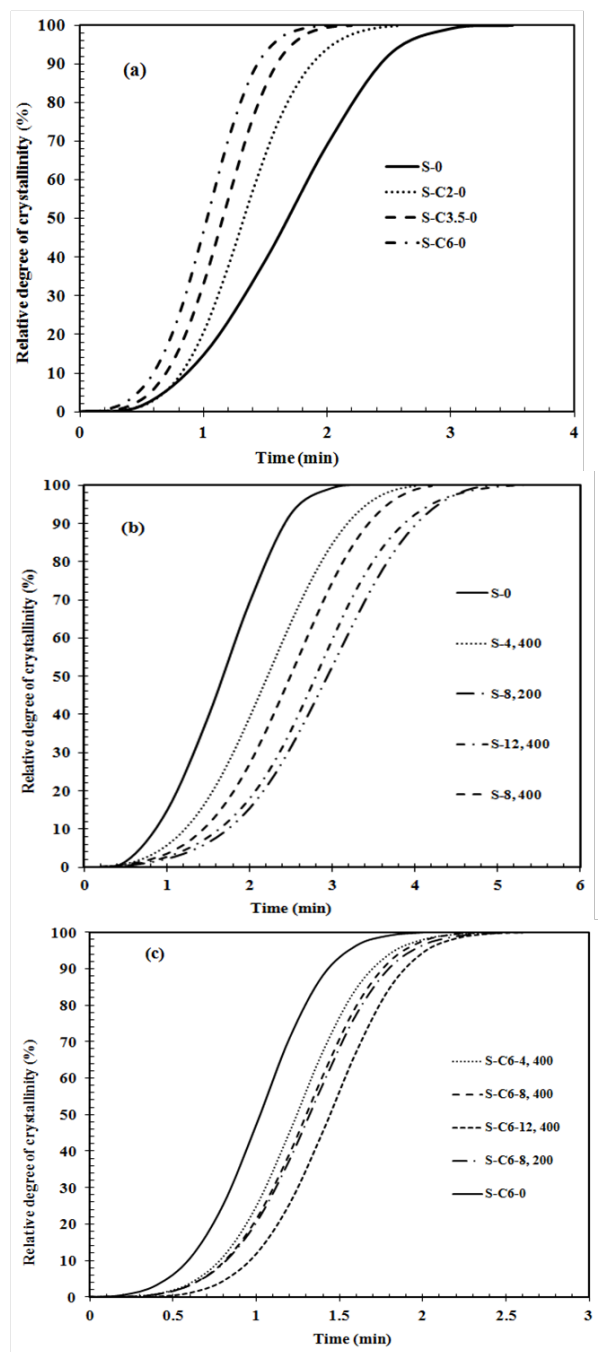 100
90
80
70
60
50
40
30
20
10
0
Relative degree of crystallinity (%)
(a)
S-0
S-C2-0
S-C3.5-0
S-C6-0
0 1 2 3 4
Time (min)
100
90
80
70
60
50
40
30
20
10
0
Relative degree of crystallinity (%)
(b)
S-0
S-4, 400
S-8, 200
S-12, 400
S-8, 400
0 1 2 3 4 5 6
Time (min)
100
90
80
70
60
50
40
30
20
10
0
Relative degree of crystallinity (%)
(c)
S-C6-4, 400
S-C6-8, 400
S-C6-12, 400
S-C6-8, 200
S-C6-0
0 0.5 1 1.5 2 2.5 3
Time (min)